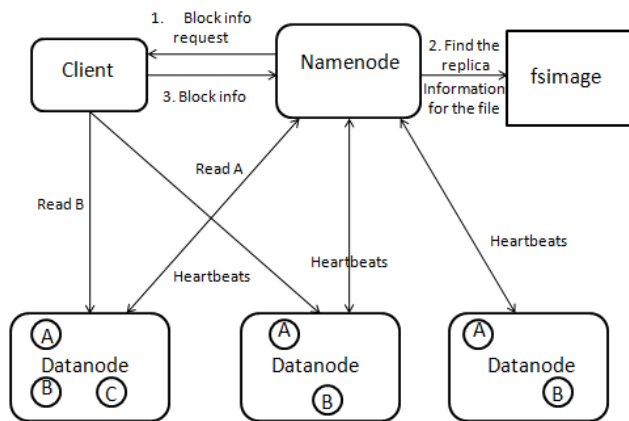 1. Block info
request
Client
Namenode
2. Find the
replica
Information
for the file
fsimage
3. Block info
Read A
Read B
Heartbeats
Heartbeats
Heartbeats
A
Datanode
B
C
A
Datanode
B
A
Datanode
B